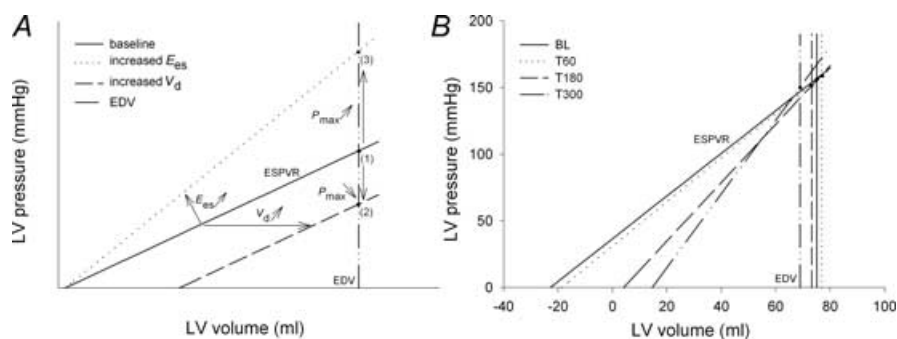 A
baseline
increased Ees
increased Vd
EDV
LV pressure (mmHg)
(3)
Pmax
ESPVR
(1)
Ees
Vd
Pmax
(2)
EDV
LV volume (ml)
B
BL
T60
T180
T300
LV pressure (mmHg)
200
150
100
50
0
ESPVR
EDV
-40 -20 0 20 40 60 80 100
LV volume (ml)